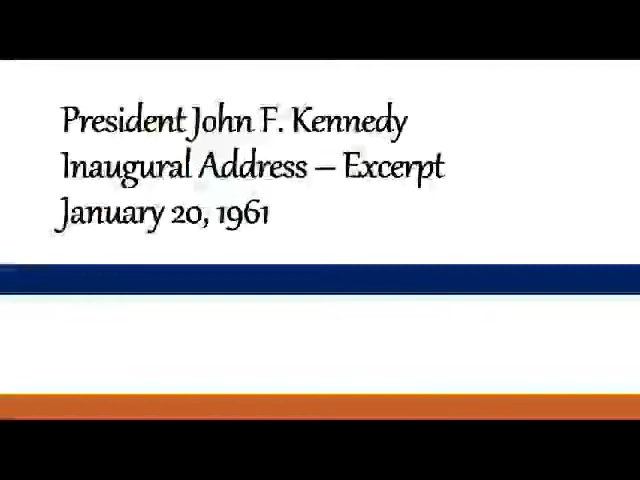 President John F. Kennedy
Inaugural Address – Excerpt
January 20, 1961